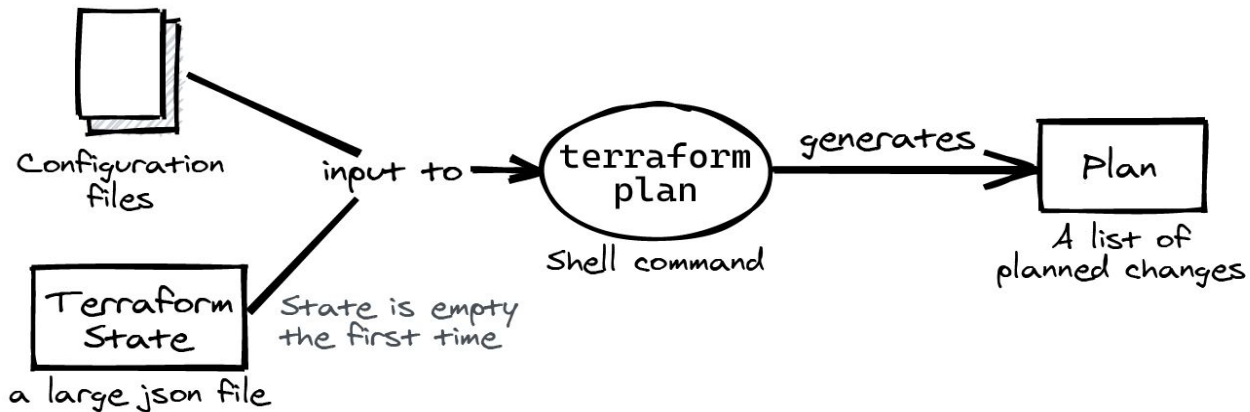 Configuration
files
input to
terraform
plan
Shell command
generates
Plan
A list of
planned changes
Terraform
State
a large json file
State is empty
the first time